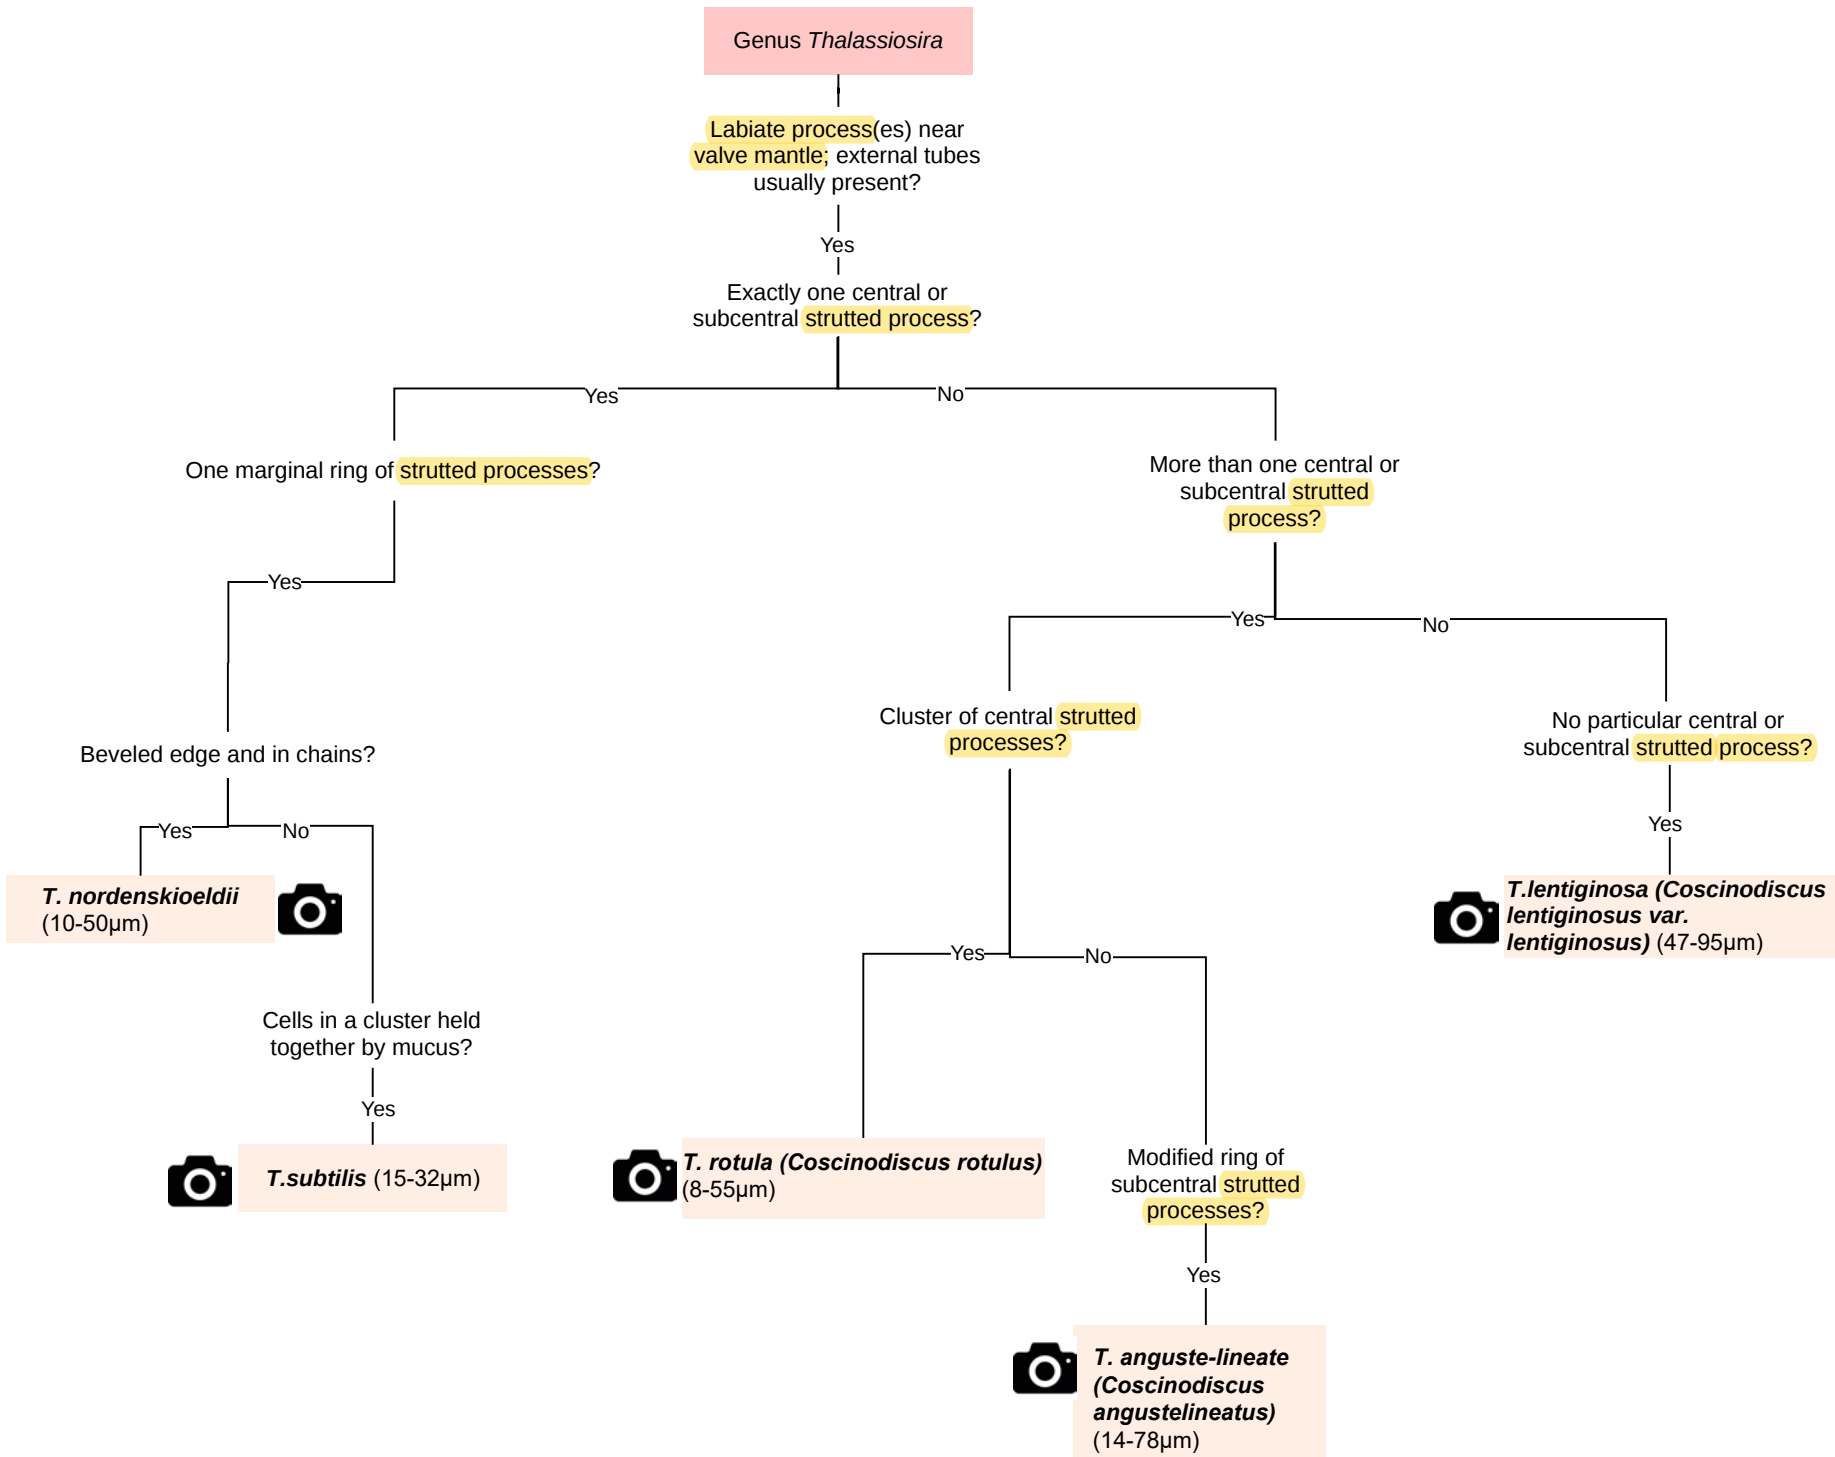 Genus Thalassiosira
Labiate process(es) near
valve mantle; external tubes
usually present?
Yes
Exactly one central or
subcentral strutted process?
Yes
No
One marginal ring of strutted processes?
More than one central or
subcentral strutted
process?
Yes
Yes
No
Cluster of central strutted
processes?
No particular central or
subcentral strutted process?
Beveled edge and in chains?
Yes
No
Yes
T. nordenskioeldii
(10-50µm)
T.lentiginosa (Coscinodiscus
lentiginosus var.
lentiginosus) (47-95µm)
Yes
No
Cells in a cluster held
together by mucus?
Yes
T.subtilis (15-32µm)
T. rotula (Coscinodiscus rotulus)
(8-55µm)
Modified ring of
subcentral strutted
processes?
Yes
T. anguste-lineate
(Coscinodiscus
angustelineatus)
(14-78µm)